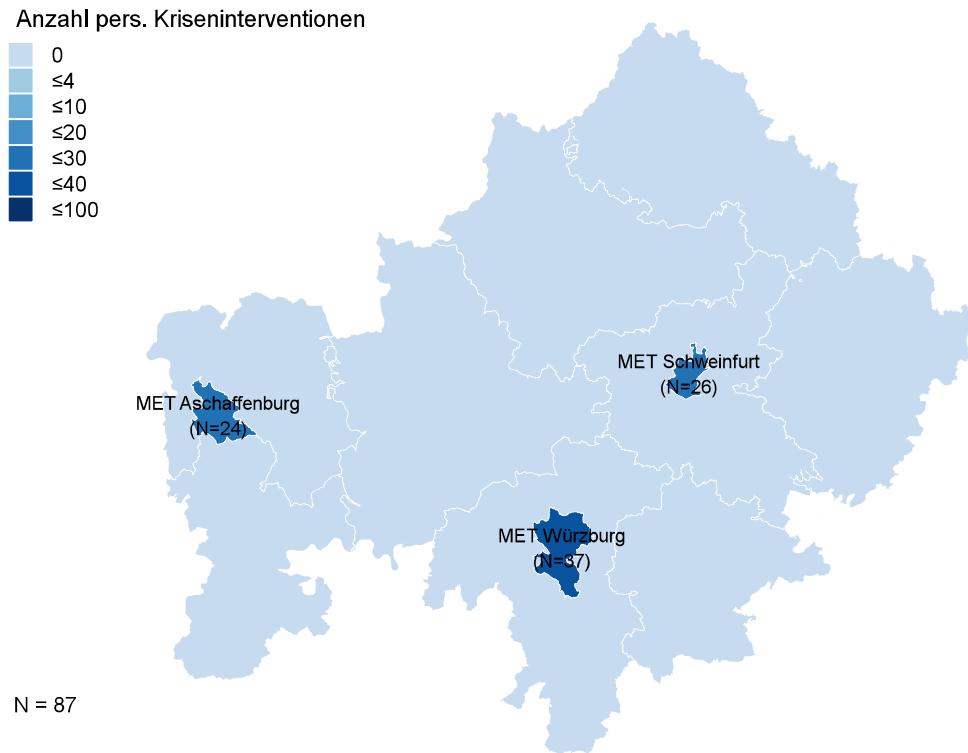 Anzahl pers. Kriseninterventionen
0
≤4
≤10
≤20
≤30
≤40
≤100
MET Schweinfurt
(N=26)
MET Aschaffenburg
(N=24)
MET Würzburg
(N=37)
N = 87